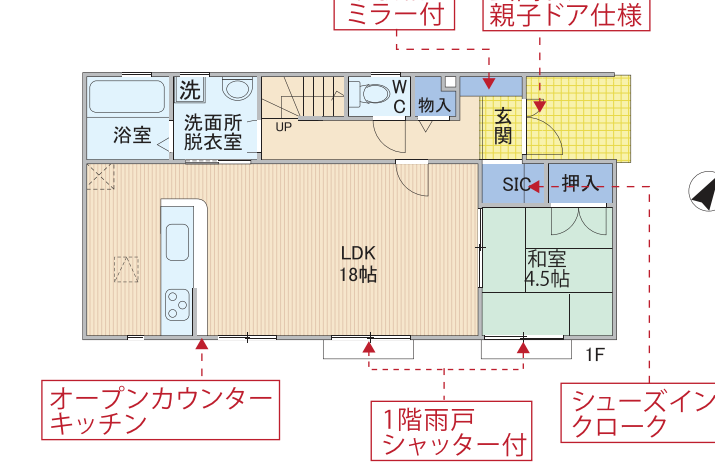 ミラー付
親子ドア仕様
洗
WC
物入
玄関
浴室
洗面所
脱衣室
UP
SIC
押入
LDK
18帖
和室
4.5帖
1F
オープンカウンター
キッチン
1階雨戸
シャッター付
シューズイン
クローク